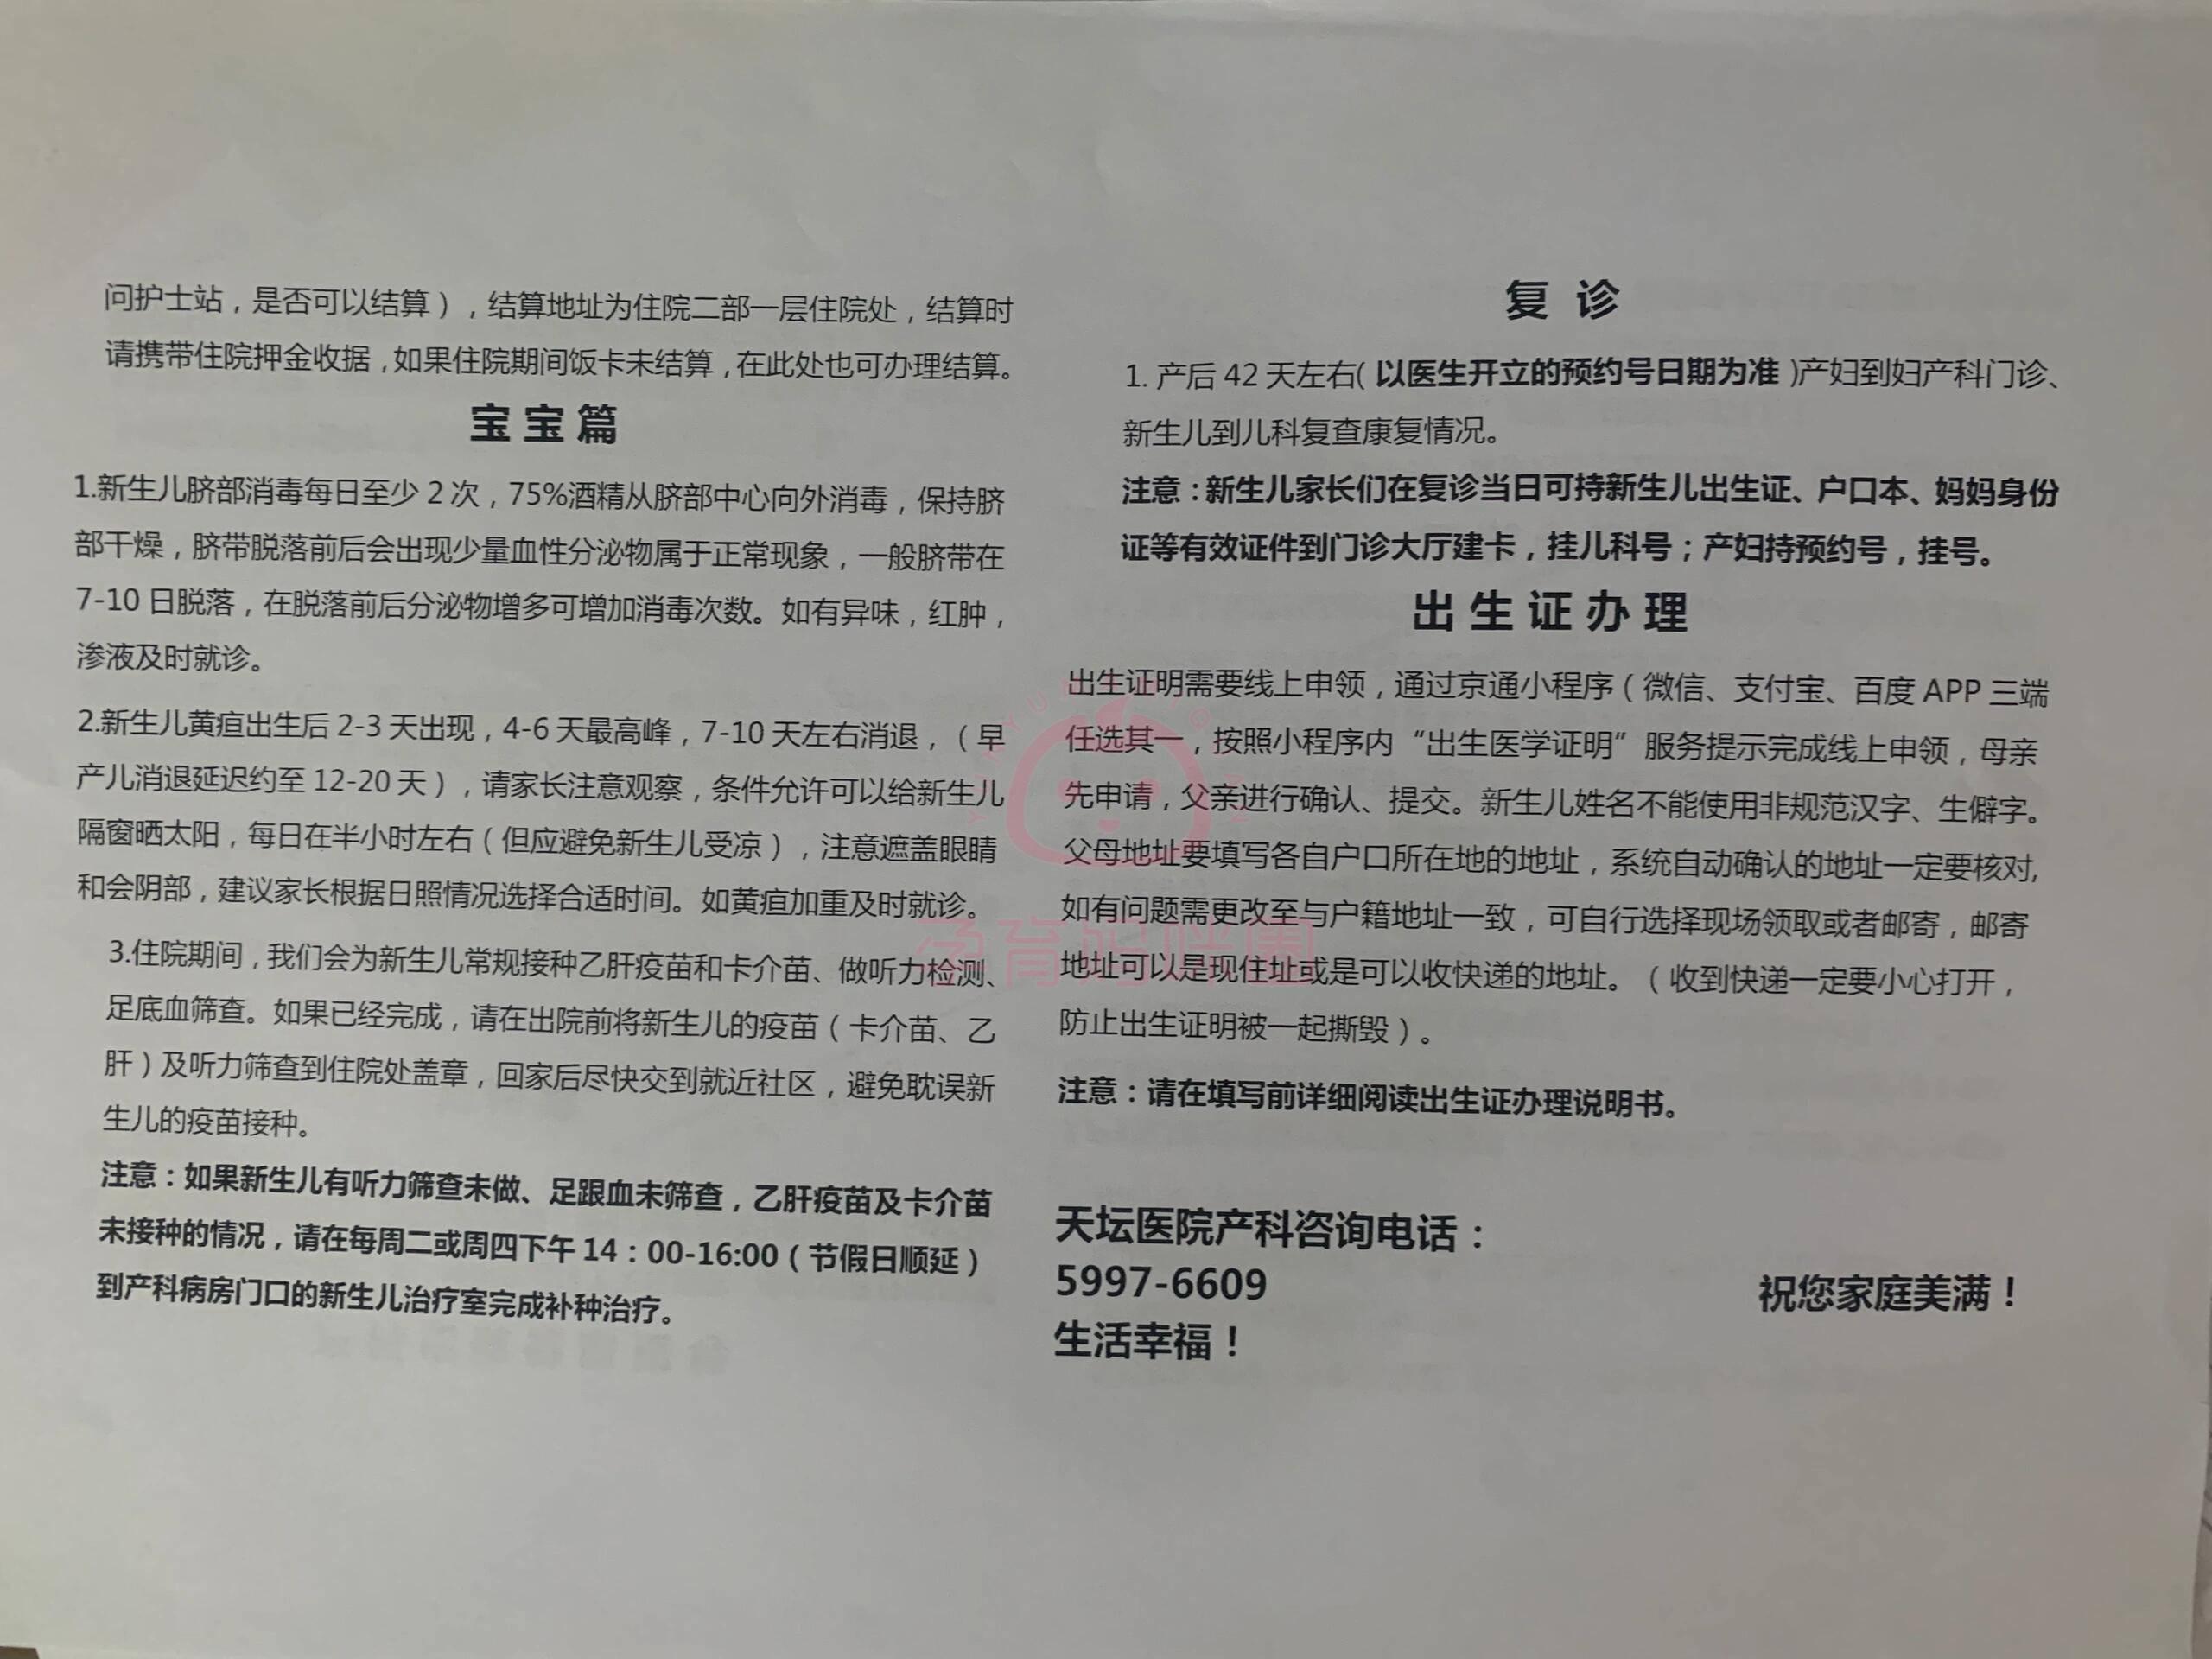 问护士站，是否可以结算），结算地址为住院二部一层住院处，结算时
请携带住院押金收据，如果住院期间饭卡未结算，在此处也可办理结算。
宝宝篇
1.新生儿脐部消毒每日至少 2 次，75%酒精从脐部中心向外消毒，保持脐
部干燥，脐带脱落前后会出现少量血性分泌物属于正常现象，一般脐带在
7-10 日脱落，在脱落前后分泌物增多可增加消毒次数。如有异味，红肿，
渗液及时就诊。
2.新生儿黄疸出生后 2-3 天出现，4-6 天最高峰，7-10 天左右消退，（早
产儿消退延迟约至 12-20 天），请家长注意观察，条件允许可以给新生儿
隔窗晒太阳，每日在半小时左右（但应避免新生儿受凉），注意遮盖眼睛
和会阴部，建议家长根据日照情况选择合适时间。如黄疸加重及时就诊。
3.住院期间，我们会为新生儿常规接种乙肝疫苗和卡介苗、做听力检测、
足底血筛查。如果已经完成，请在出院前将新生儿的疫苗（卡介苗、乙
肝）及听力筛查到住院处盖章，回家后尽快交到就近社区，避免耽误新
生儿的疫苗接种。
注意：如果新生儿有听力筛查未做、足跟血未筛查，乙肝疫苗及卡介苗
未接种的情况，请在每周二或周四下午 14：00-16:00（节假日顺延）
到产科病房门口的新生儿治疗室完成补种治疗。
复 诊
1. 产后 42 天左右( 以医生开立的预约号日期为准 )产妇到妇产科门诊、
新生儿到儿科复查康复情况。
注意：新生儿家长们在复诊当日可持新生儿出生证、户口本、妈妈身份
证等有效证件到门诊大厅建卡，挂儿科号；产妇持预约号，挂号。
出生证办理
出生证明需要线上申领，通过京通小程序（微信、支付宝、百度 APP 三端
任选其一，按照小程序内“出生医学证明”服务提示完成线上申领，母亲
先申请，父亲进行确认、提交。新生儿姓名不能使用非规范汉字、生僻字。
父母地址要填写各自户口所在地的地址，系统自动确认的地址一定要核对,
如有问题需更改至与户籍地址一致，可自行选择现场领取或者邮寄，邮寄
地址可以是现住址或是可以收快递的地址。（收到快递一定要小心打开，
防止出生证明被一起撕毁）。
注意：请在填写前详细阅读出生证办理说明书。
天坛医院产科咨询电话：
5997-6609
祝您家庭美满！
生活幸福！
孕育妈咪圈